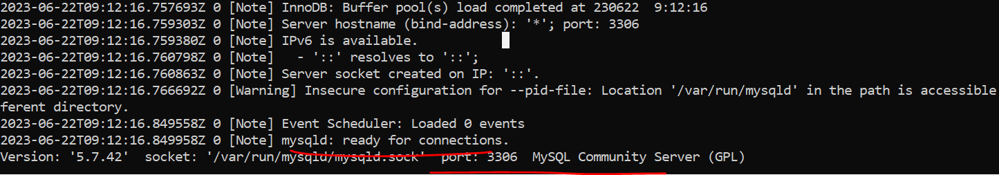 2023-06-22T09:12:16.757693Z 0 [Note] InnoDB: Buffer pool(s) load completed at 230622  9:12:16
2023-06-22T09:12:16.759303Z 0 [Note] Server hostname (bind-address): '*'; port: 3306
2023-06-22T09:12:16.759380Z 0 [Note] IPv6 is available.
2023-06-22T09:12:16.760798Z 0 [Note]   - '::' resolves to '::';
2023-06-22T09:12:16.760863Z 0 [Note] Server socket created on IP: '::'.
2023-06-22T09:12:16.766692Z 0 [Warning] Insecure configuration for --pid-file: Location '/var/run/mysqld' in the path is accessible
ferent directory.
2023-06-22T09:12:16.849558Z 0 [Note] Event Scheduler: Loaded 0 events
2023-06-22T09:12:16.849958Z 0 [Note] mysqld: ready for connections.
Version: '5.7.42'  socket: '/var/run/mysqld/mysqld.sock'  port: 3306  MySQL Community Server (GPL)